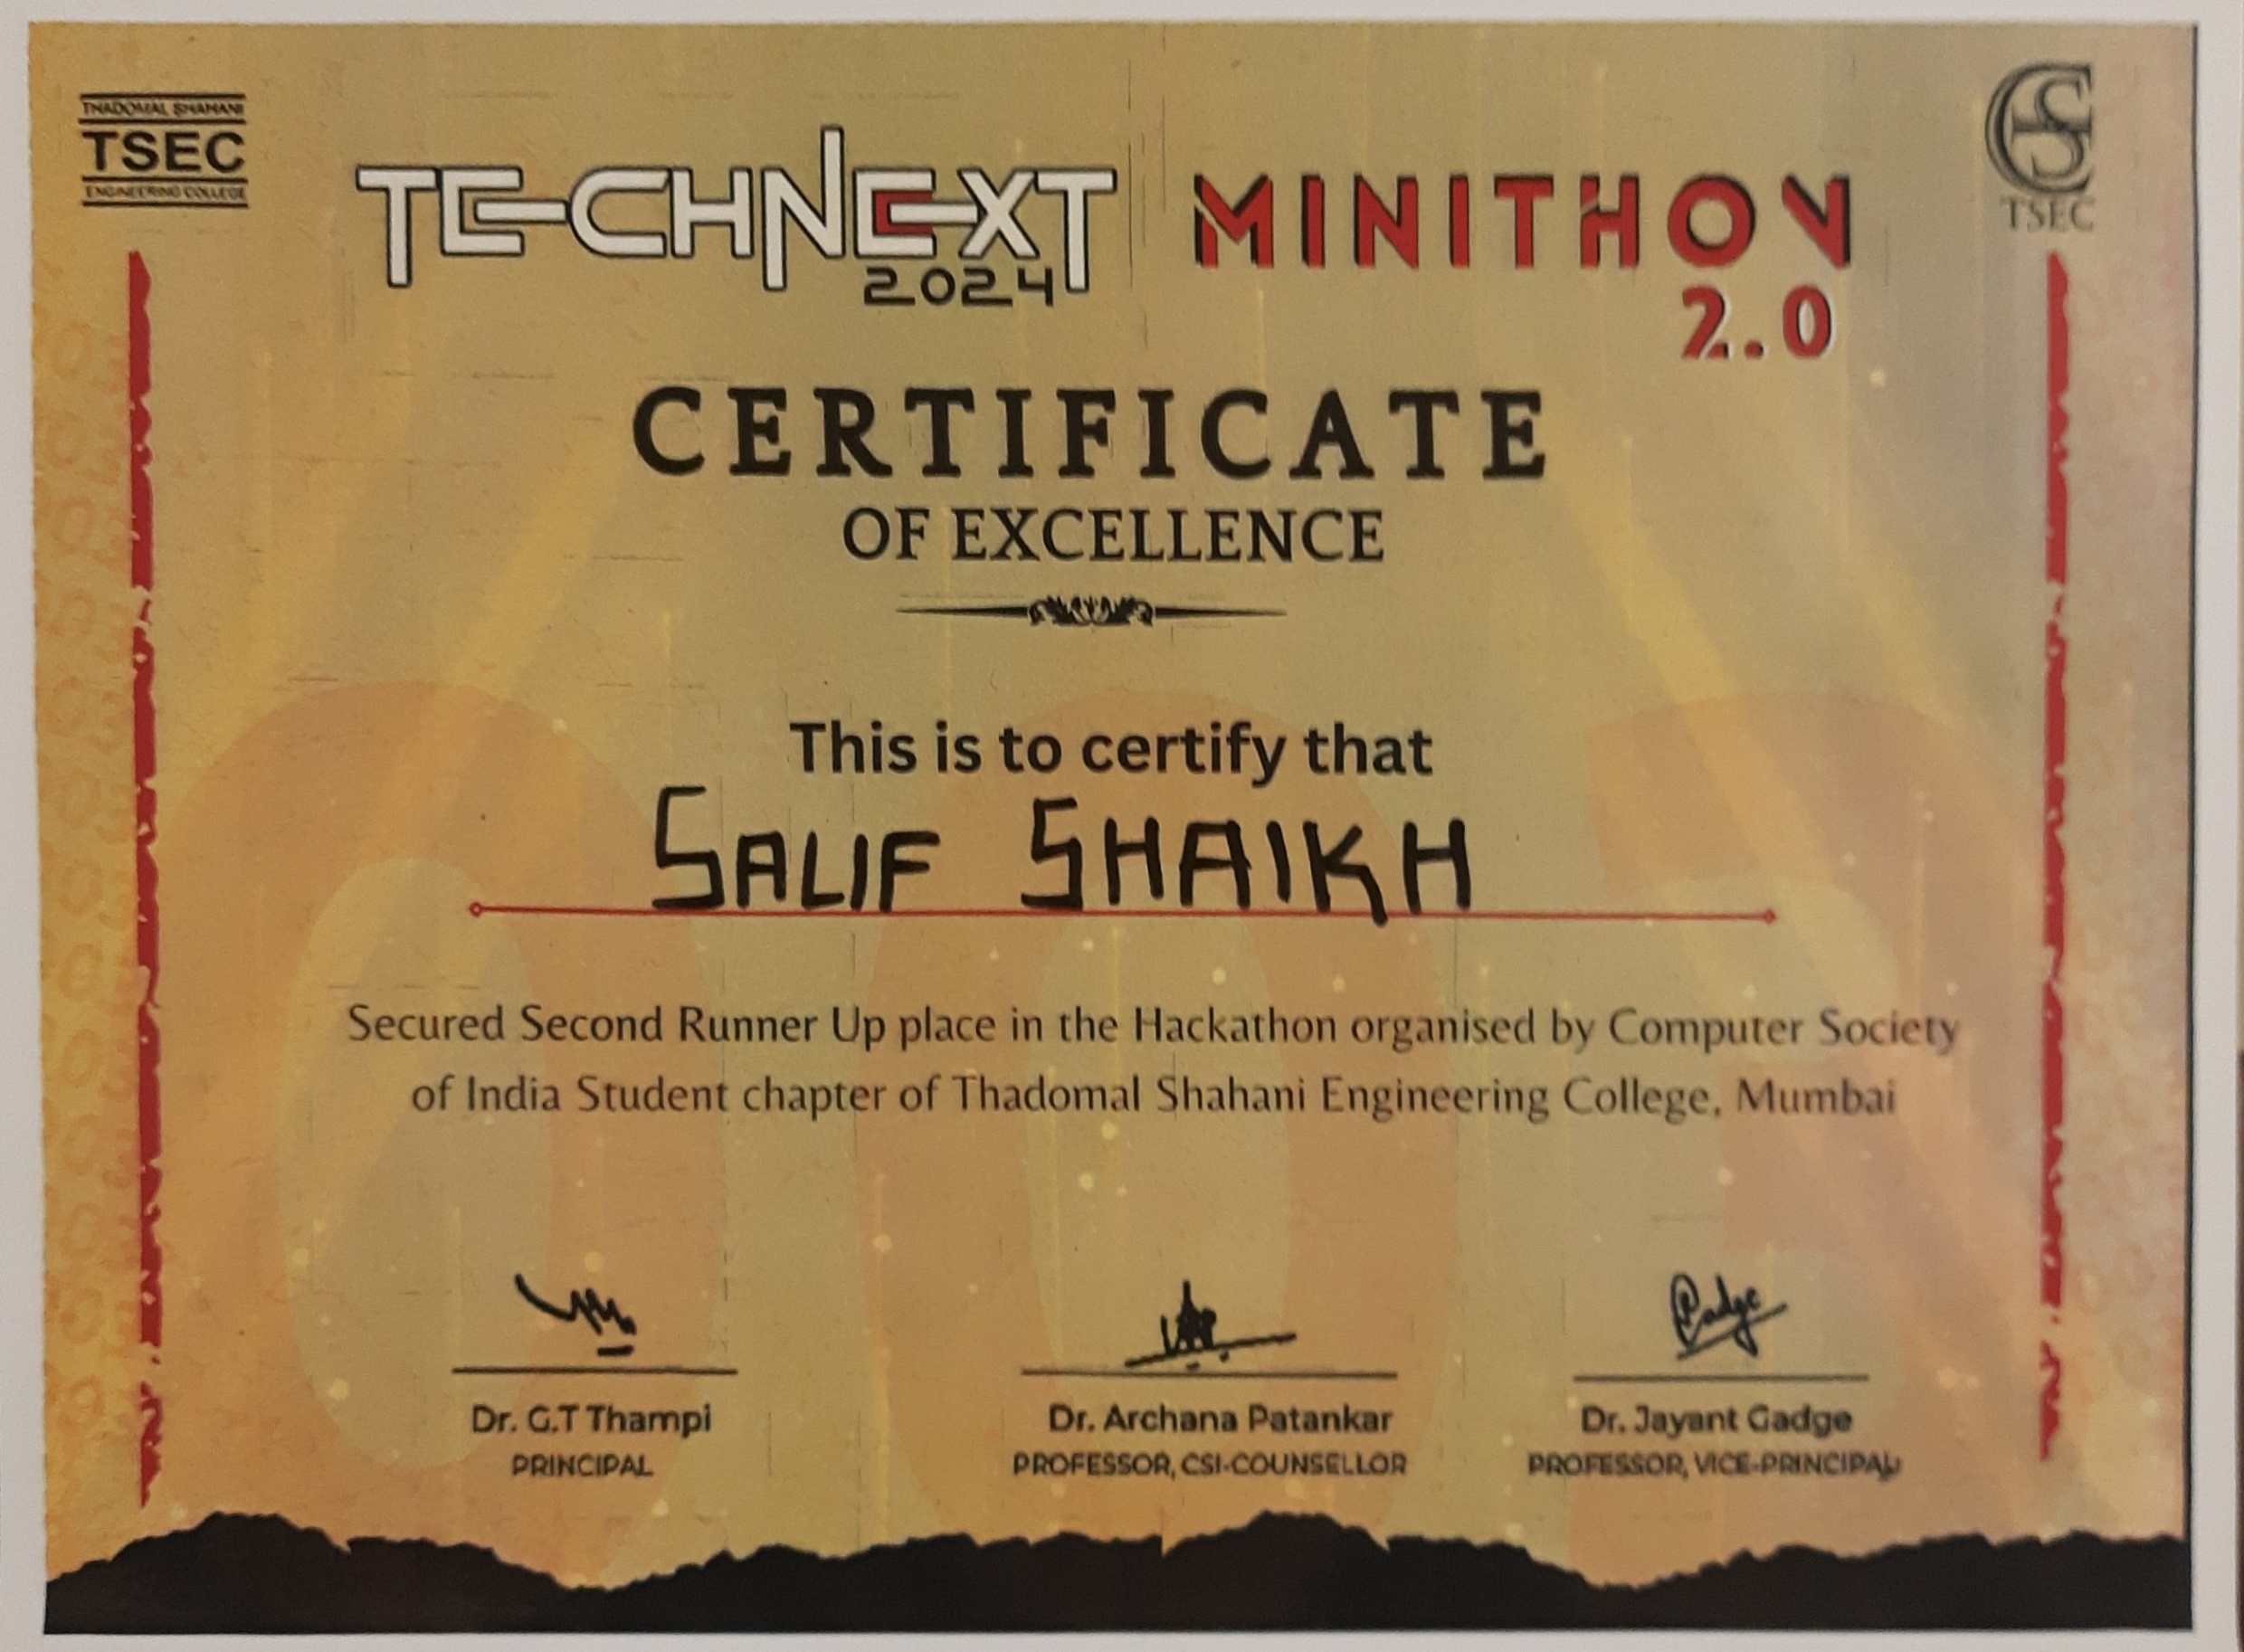 THADOMAL SHAHANI
TSEC
ENGINEERING COLLEGE
TECHNEXT
2024
MINITHON
2.0
CSI
TSEC
CERTIFICATE
OF EXCELLENCE
This is to certify that
SALIF SHAIKH
Secured Second Runner Up place in the Hackathon organised by Computer Society
of India Student chapter of Thadomal Shahani Engineering College, Mumbai
Dr. G.T Thampi
PRINCIPAL
Dr. Archana Patankar
PROFESSOR, CSI-COUNSELLOR
Dr. Jayant Gadge
PROFESSOR, VICE-PRINCIPAL